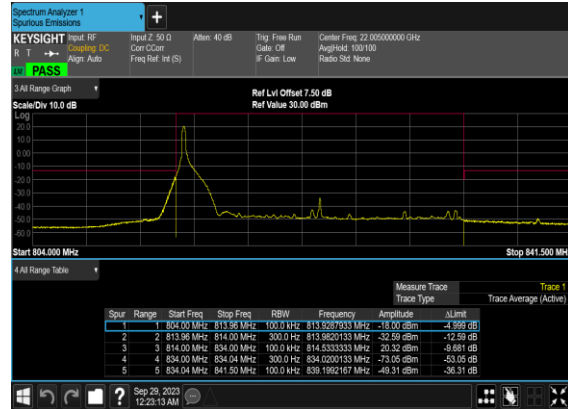 Spectrum Analyzer 1
Spurious Emissions
KEYSIGHT Input: RF Input Z: 50 Ω Atten: 40 dB Trig: Free Run Center Freq: 22.005000000 GHz
R T Coupling: DC Corr CCorr Gate: Off Avg|Hold: 100/100
Align: Auto Freq Ref: Int (S) IF Gain: Low Radio Std: None
PASS
3 All Range Graph
Ref Lvl Offset 7.50 dB
Scale/Div 10.0 dB Ref Value 30.00 dBm
Log
20.0
10.0
0.00
-10.0
-20.0
-30.0
-40.0
-50.0
-60.0
Start 804.000 MHz Stop 841.500 MH
4 All Range Table
Measure Trace Trace 1
Trace Type Trace Average (Active)
Spur Range Start Freq Stop Freq RBW Frequency Amplitude ΔLimit
1 1 804.00 MHz 813.96 MHz 100.0 kHz 813.9287933 MHz -18.00 dBm -4.999 dB
2 2 813.96 MHz 814.00 MHz 300.0 Hz 813.9820133 MHz -32.59 dBm -12.59 dB
3 3 814.00 MHz 834.00 MHz 100.0 kHz 814.5333333 MHz 20.32 dBm -9.681 dB
4 4 834.00 MHz 834.04 MHz 300.0 Hz 834.0200133 MHz -73.05 dBm -53.05 dB
5 5 834.04 MHz 841.50 MHz 100.0 kHz 839.1992167 MHz -49.31 dBm -36.31 dB
Sep 29, 2023
12:23:13 AM